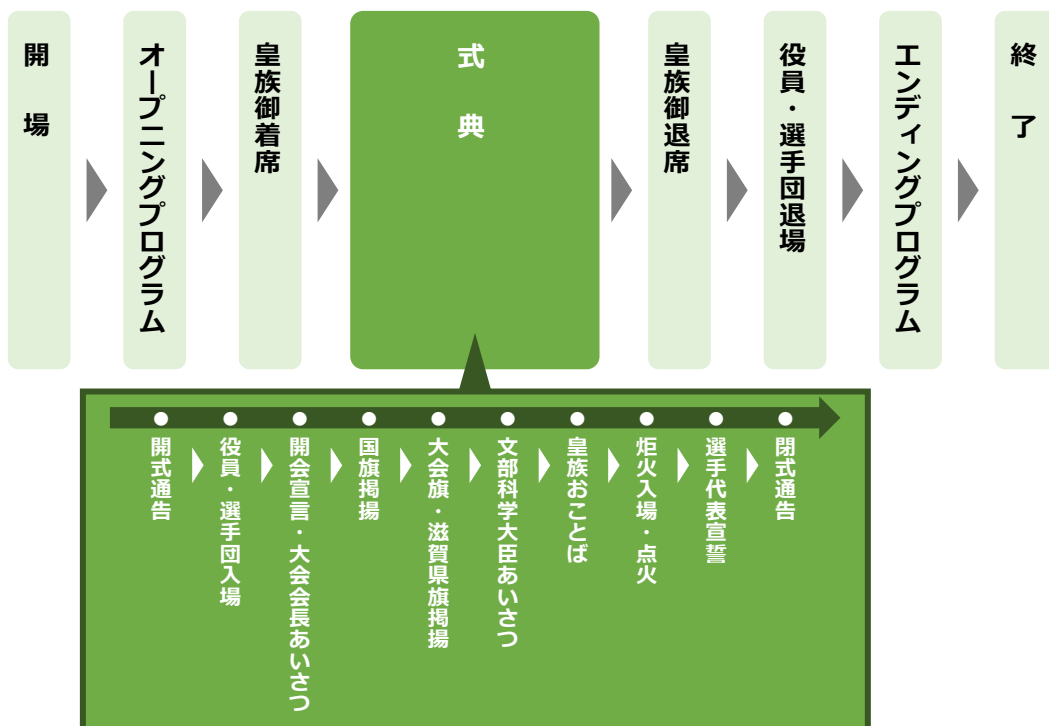 開場
オープニングプログラム
皇族御着席
式典
皇族御退席
役員・選手団退場
エンディングプログラム
終了
開式通告
役員・選手団入場
開会宣言・大会会長あいさつ
国旗掲揚
大会旗・滋賀県旗掲揚
文部科学大臣あいさつ
皇族おことば
炬火入場・点火
選手代表宣誓
閉式通告